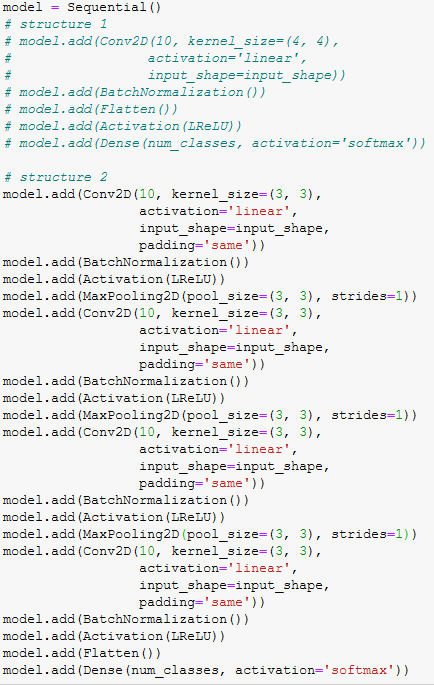 model = Sequential()
# structure 1
# model.add(Conv2D(10, kernel_size=(4, 4),
#                  activation='linear',
#                  input_shape=input_shape))
# model.add(BatchNormalization())
# model.add(Flatten())
# model.add(Activation(LReLU))
# model.add(Dense(num_classes, activation='softmax'))

# structure 2
model.add(Conv2D(10, kernel_size=(3, 3),
                 activation='linear',
                 input_shape=input_shape,
                 padding='same'))
model.add(BatchNormalization())
model.add(Activation(LReLU))
model.add(MaxPooling2D(pool_size=(3, 3), strides=1))
model.add(Conv2D(10, kernel_size=(3, 3),
                 activation='linear',
                 input_shape=input_shape,
                 padding='same'))
model.add(BatchNormalization())
model.add(Activation(LReLU))
model.add(MaxPooling2D(pool_size=(3, 3), strides=1))
model.add(Conv2D(10, kernel_size=(3, 3),
                 activation='linear',
                 input_shape=input_shape,
                 padding='same'))
model.add(BatchNormalization())
model.add(Activation(LReLU))
model.add(MaxPooling2D(pool_size=(3, 3), strides=1))
model.add(Conv2D(10, kernel_size=(3, 3),
                 activation='linear',
                 input_shape=input_shape,
                 padding='same'))
model.add(BatchNormalization())
model.add(Activation(LReLU))
model.add(Flatten())
model.add(Dense(num_classes, activation='softmax'))